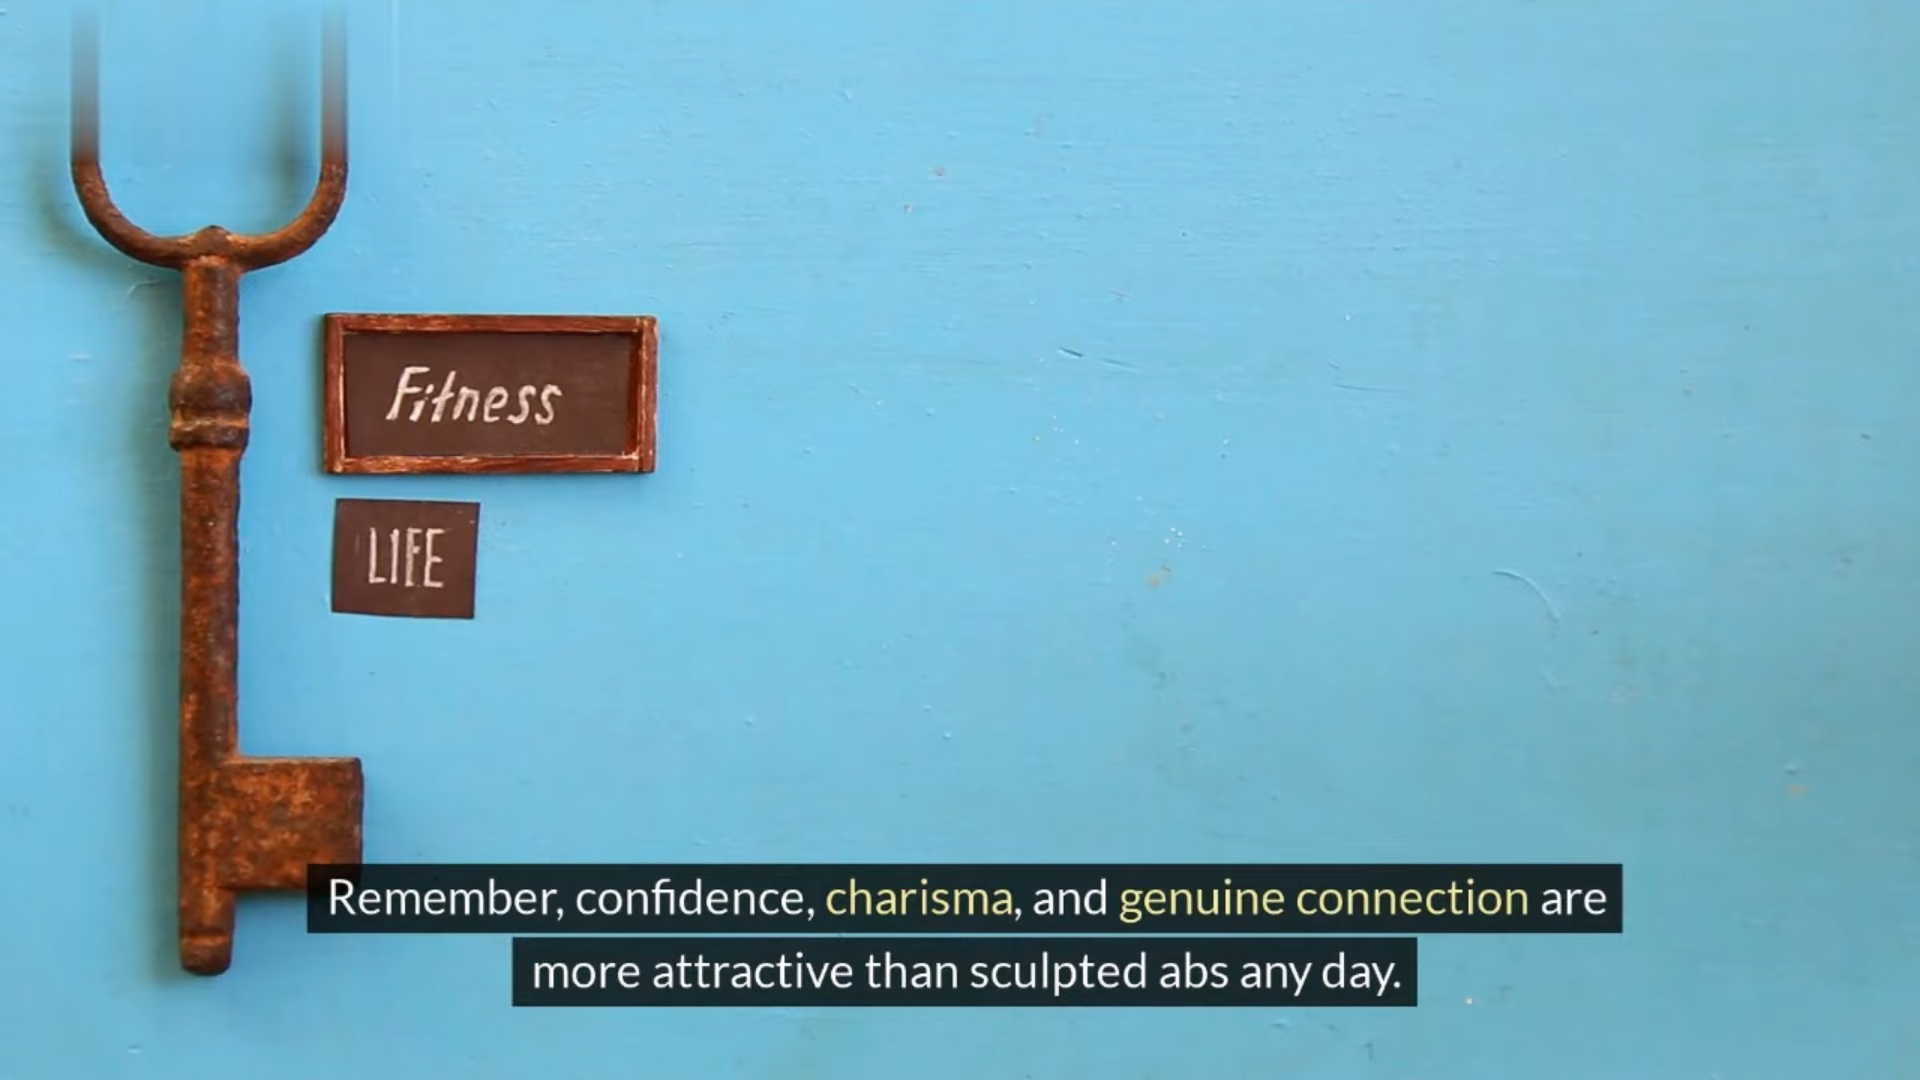 Fitness
LIFE
Remember, confidence, charisma, and genuine connection are
more attractive than sculpted abs any day.